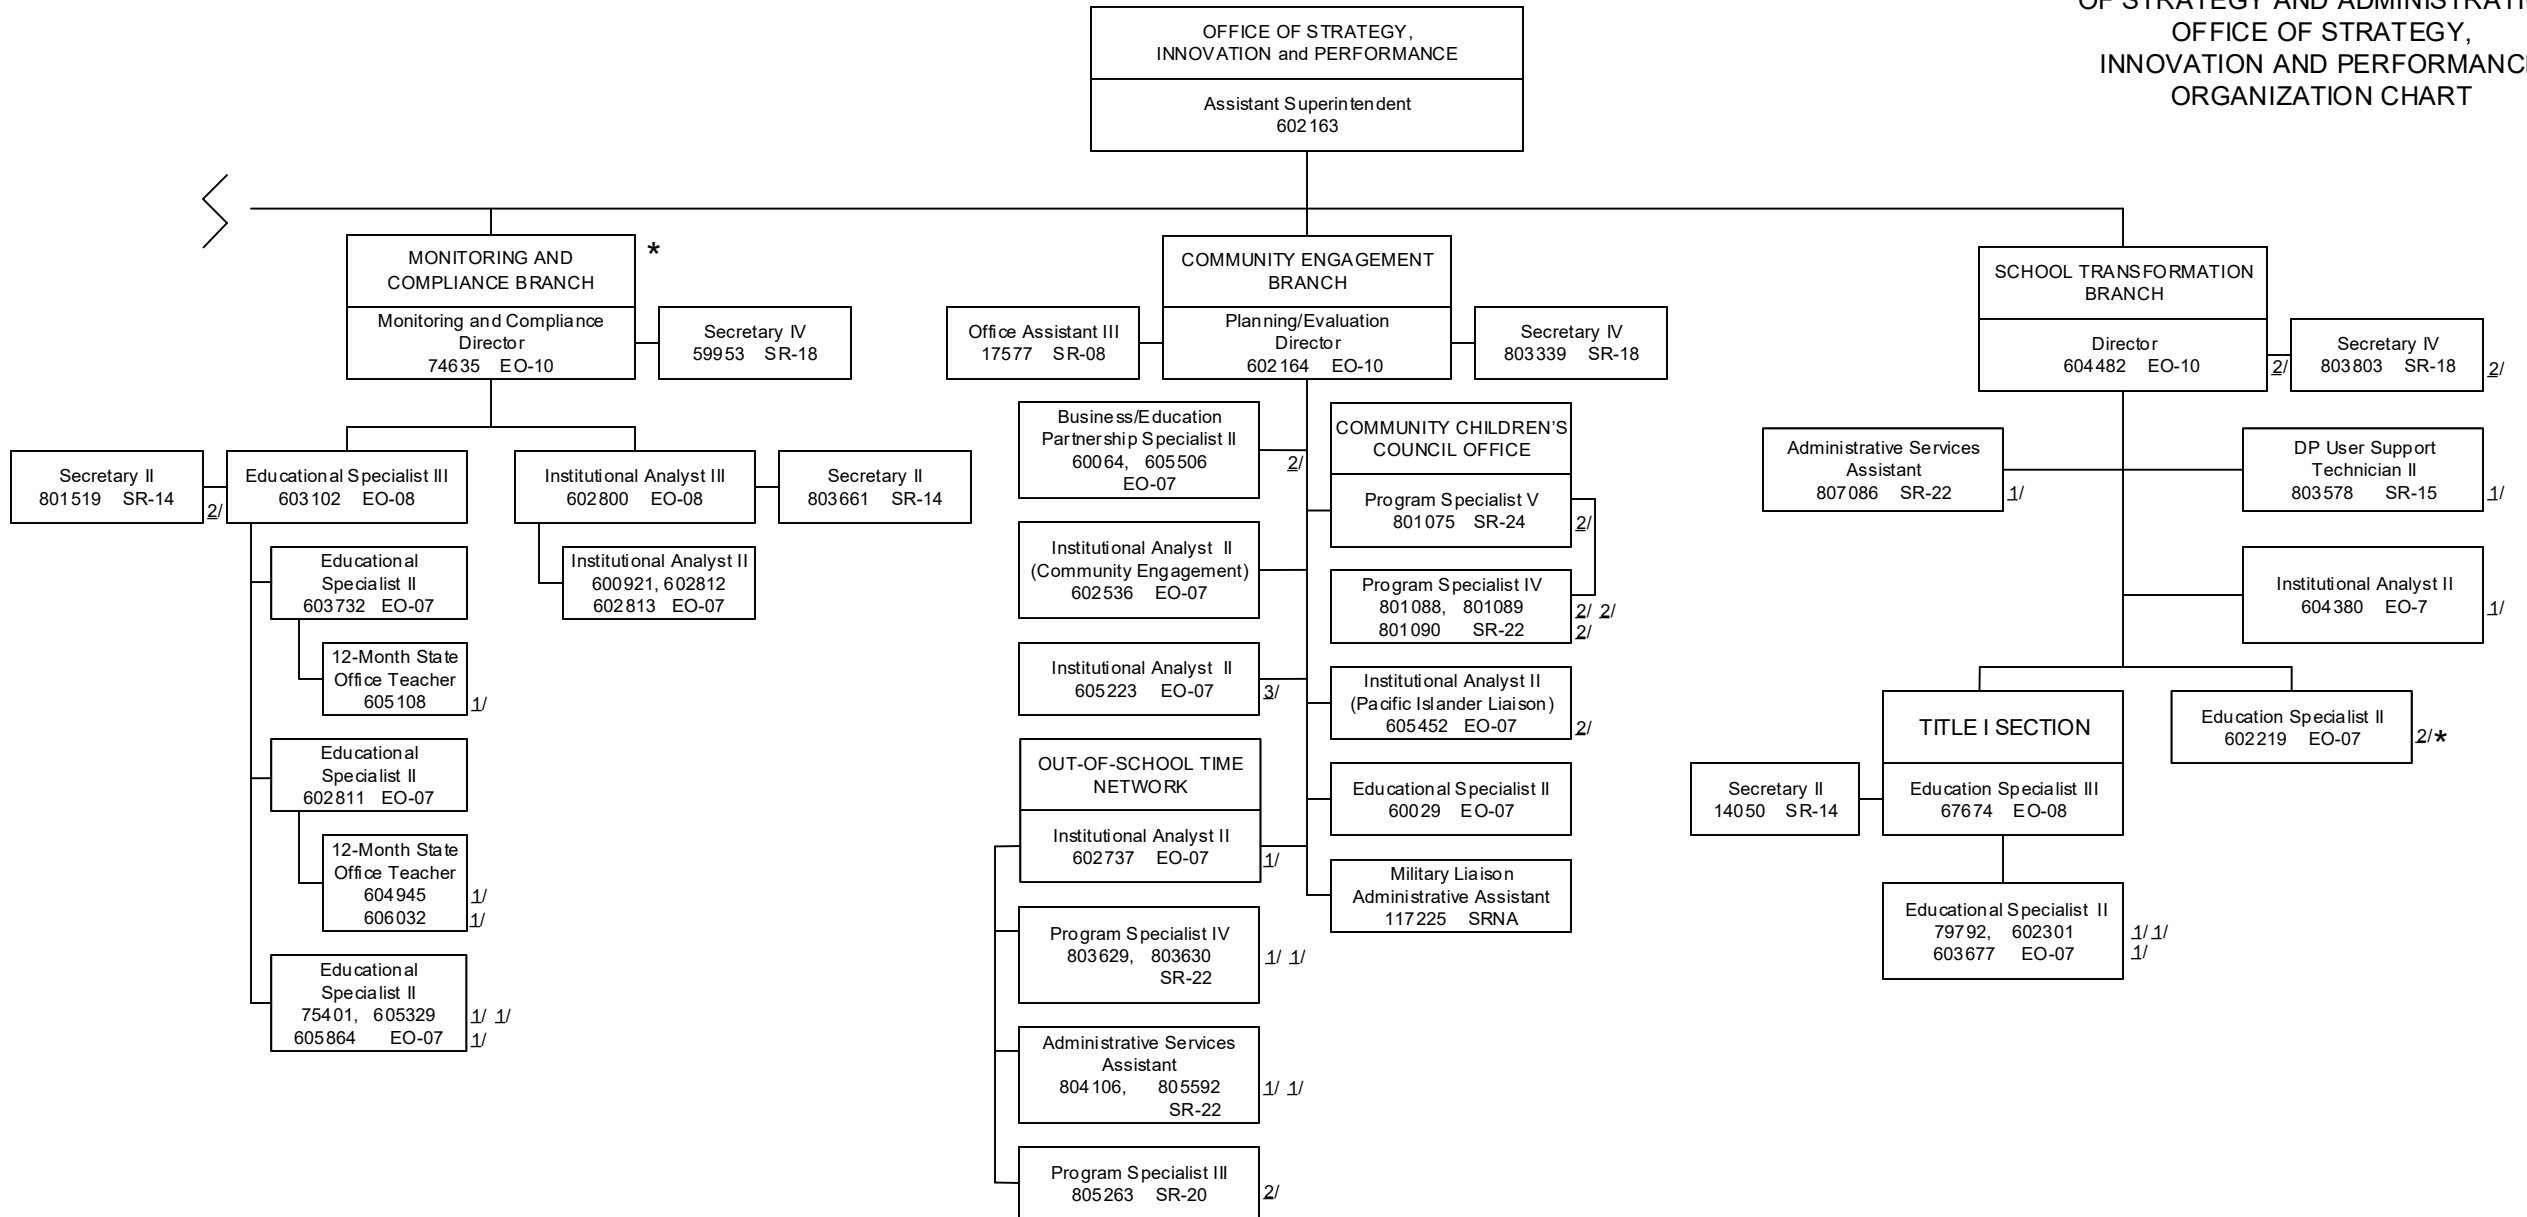 OF STRATEGY AND ADMINISTRATI
OFFICE OF STRATEGY,
INNOVATION AND PERFORMANC
ORGANIZATION CHART
OFFICE OF STRATEGY,
INNOVATION and PERFORMANCE
Assistant Superintendent
602163
MONITORING AND
COMPLIANCE BRANCH
*
Monitoring and Compliance
Director
74635 EO-10
Secretary IV
59953 SR-18
Secretary II
801519 SR-14
2/
Educational Specialist III
603102 EO-08
Institutional Analyst III
602800 EO-08
Secretary II
803661 SR-14
Educational
Specialist II
603732 EO-07
Institutional Analyst II
600921, 602812
602813 EO-07
12-Month State
Office Teacher
605108 1/
Educational
Specialist II
602811 EO-07
12-Month State
Office Teacher
604945 1/
606032 1/
Educational
Specialist II
75401, 605329 1/ 1/
605864 EO-07 1/
COMMUNITY ENGAGEMENT
BRANCH
Office Assistant III
17577 SR-08
Planning/Evaluation
Director
602164 EO-10
Secretary IV
803339 SR-18
Business/Education
Partnership Specialist II
60064, 605506 2/
EO-07
COMMUNITY CHILDREN'S
COUNCIL OFFICE
Program Specialist V
801075 SR-24 2/
Institutional Analyst II
(Community Engagement)
602536 EO-07
Program Specialist IV
801088, 801089 2/ 2/
801090 SR-22 2/
Institutional Analyst II
605223 EO-07 3/
Institutional Analyst II
(Pacific Islander Liaison)
605452 EO-07 2/
OUT-OF-SCHOOL TIME
NETWORK
Institutional Analyst II
602737 EO-07 1/
Educational Specialist II
60029 EO-07
Military Liaison
Administrative Assistant
117225 SRNA
Program Specialist IV
803629, 803630 1/ 1/
SR-22
Administrative Services
Assistant
804106, 805592 1/ 1/
SR-22
Program Specialist III
805263 SR-20 2/
SCHOOL TRANSFORMATION
BRANCH
Director
604482 EO-10 2/
Secretary IV
803803 SR-18 2/
Administrative Services
Assistant
807086 SR-22 1/
DP User Support
Technician II
803578 SR-15 1/
Institutional Analyst II
604380 EO-7 1/
TITLE I SECTION
Education Specialist II
602219 EO-07 2/*
Secretary II
14050 SR-14
Education Specialist III
67674 EO-08
Educational Specialist II
79792, 602301 1/ 1/
603677 EO-07 1/